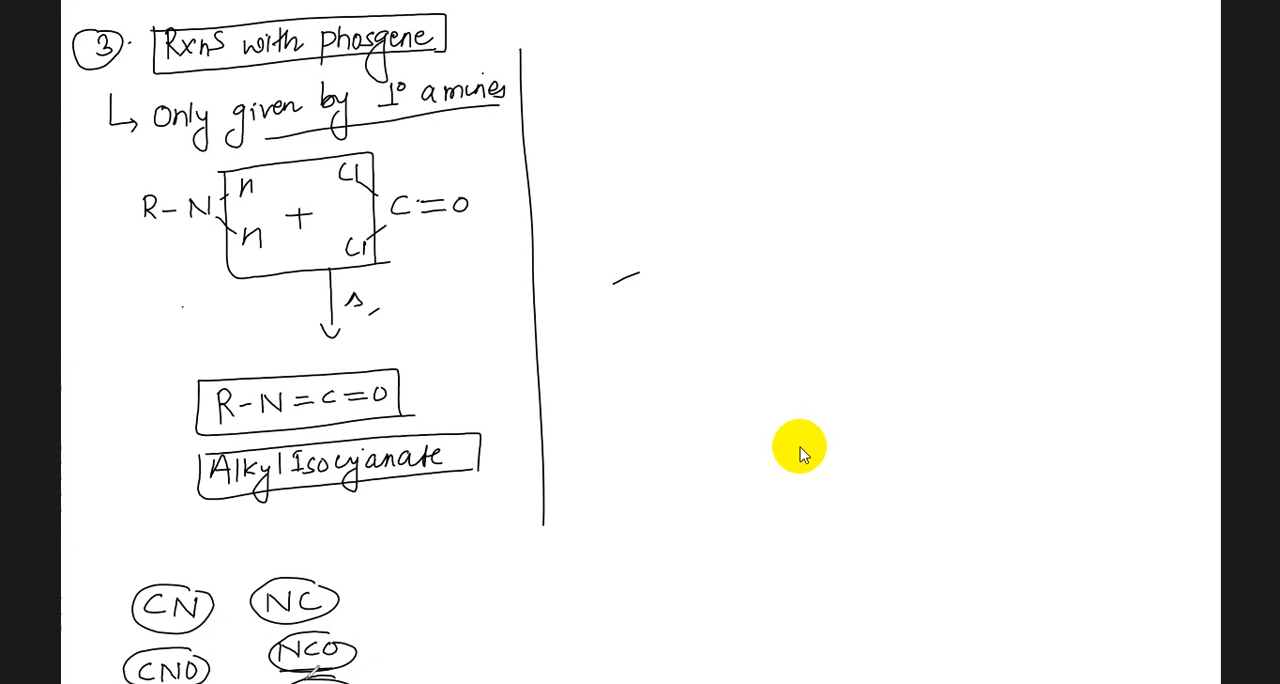 3. Rxns with phosgene
↳ Only given by 1° amines
H Cl
R-N + C=O
H Cl
Δ
R-N=C=O
Alkyl Isocyanate
CN NC
CNO NCO